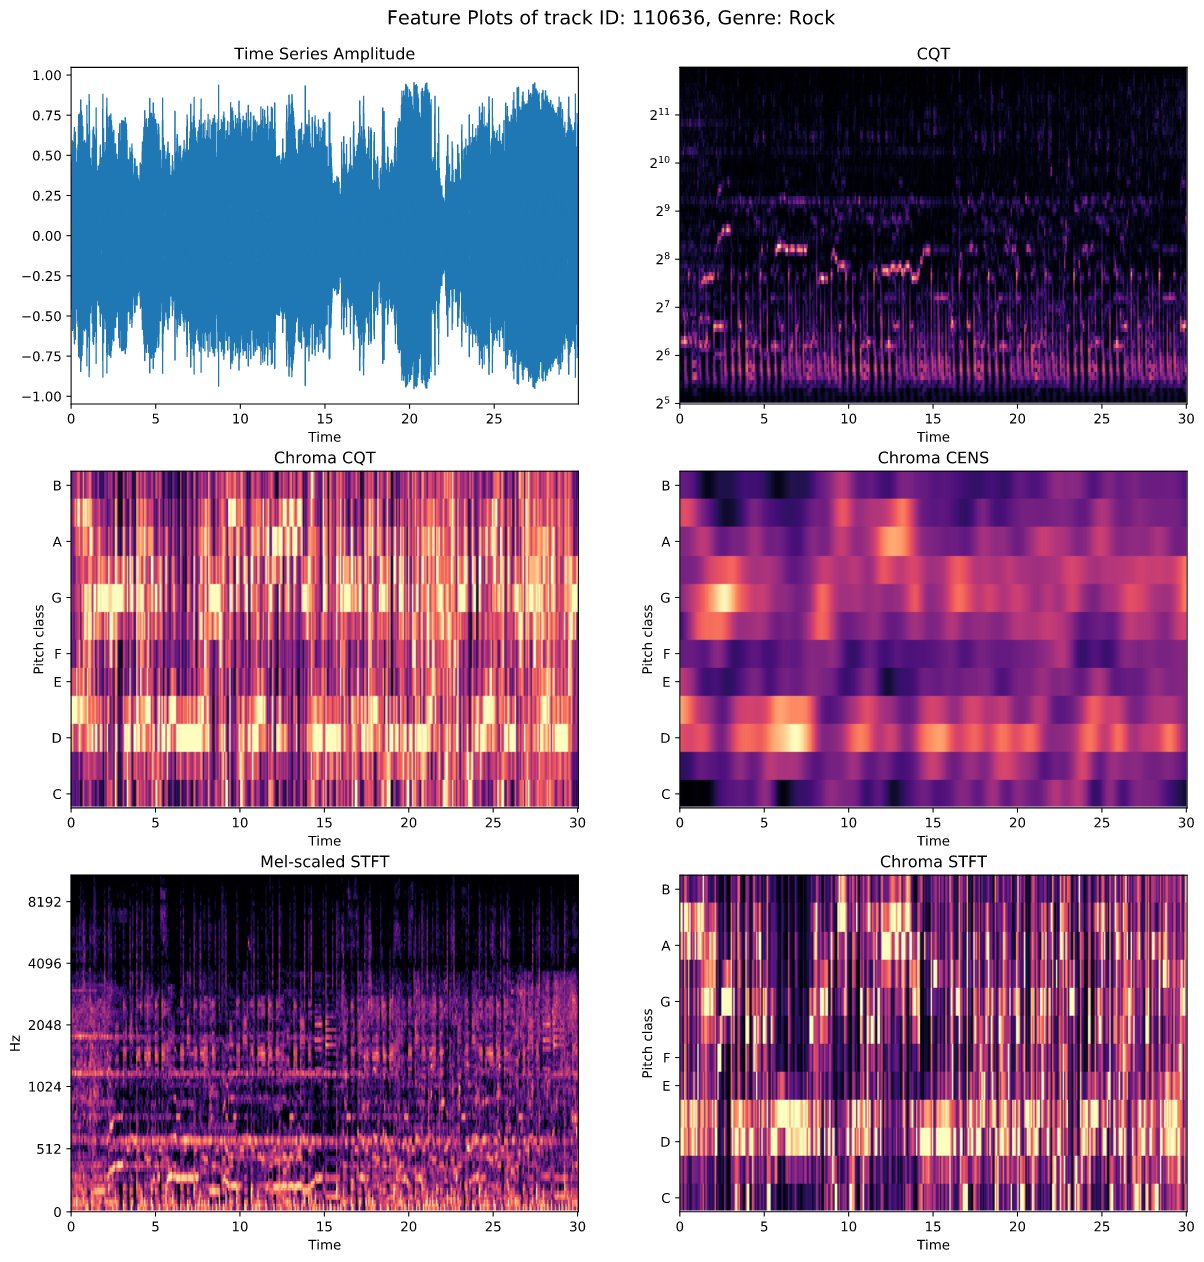 Feature Plots of track ID: 110636, Genre: Rock
Time Series Amplitude
1.00
0.75
0.50
0.25
0.00
−0.25
−0.50
−0.75
−1.00
0 5 10 15 20 25
Time
CQT
2¹¹
2¹⁰
2⁹
2⁸
2⁷
2⁶
2⁵
0 5 10 15 20 25 30
Time
Chroma CQT
Pitch class
B
A
G
F
E
D
C
0 5 10 15 20 25 30
Time
Chroma CENS
Pitch class
B
A
G
F
E
D
C
0 5 10 15 20 25 30
Time
Mel-scaled STFT
Hz
8192
4096
2048
1024
512
0
0 5 10 15 20 25 30
Time
Chroma STFT
Pitch class
B
A
G
F
E
D
C
0 5 10 15 20 25 30
Time